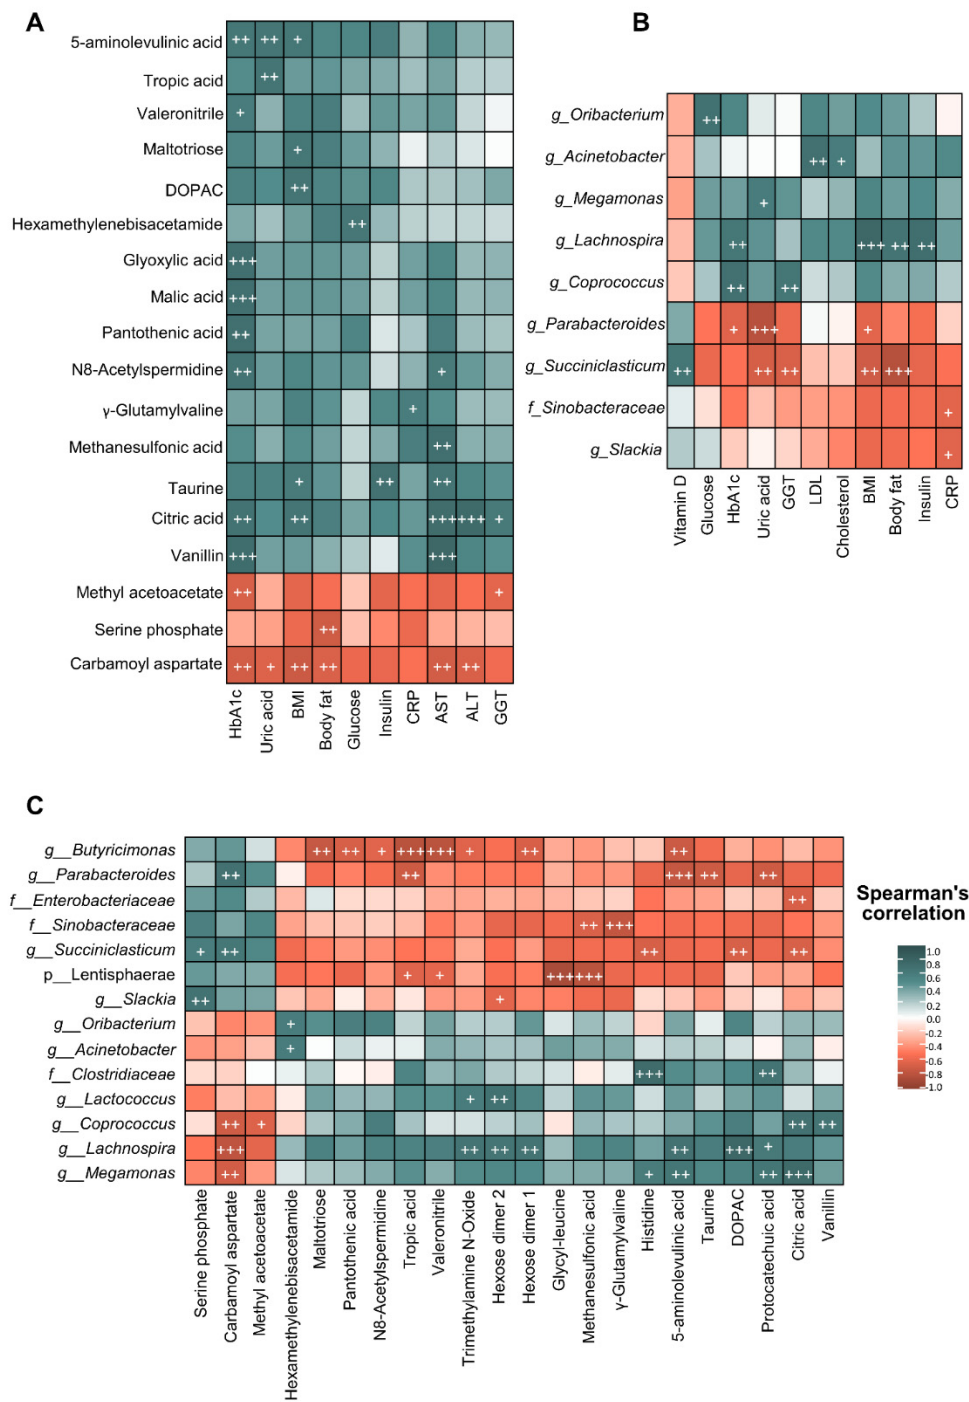 A
5-aminolevulinic acid ++ ++ +
Tropic acid ++
Valeronitrile +
Maltotriose +
DOPAC ++
Hexamethylenebisacetamide ++
Glyoxylic acid +++
Malic acid +++
Pantothenic acid ++
N8-Acetylspermidine ++ +
γ-Glutamylvaline +
Methanesulfonic acid ++
Taurine + ++ ++
Citric acid ++ ++ +++ +++ +
Vanillin +++ +++
Methyl acetoacetate ++ +
Serine phosphate ++
Carbamoyl aspartate ++ + ++ ++ ++ ++
HbA1c
Uric acid
BMI
Body fat
Glucose
Insulin
CRP
AST
ALT
GGT
B
g_Oribacterium ++
g_Acinetobacter ++ +
g_Megamonas +
g_Lachnospira ++ +++ ++ ++
g_Coprococcus ++ ++
g_Parabacteroides + +++ +
g_Succiniclasticum ++ ++ ++ ++ +++
f_Sinobacteraceae +
g_Slackia +
Vitamin D
Glucose
HbA1c
Uric acid
GGT
LDL
Cholesterol
BMI
Body fat
Insulin
CRP
C
g__Butyricimonas ++ ++ + +++ +++ + ++ ++
g__Parabacteroides ++ ++ +++ ++ ++
f__Enterobacteriaceae ++
f__Sinobacteraceae ++ +++
g__Succiniclasticum + ++ ++ ++ ++
p__Lentisphaerae + + +++ +++
g__Slackia ++ +
g__Oribacterium +
g__Acinetobacter +
f__Clostridiaceae +++ ++
g__Lactococcus + ++
g__Coprococcus ++ + ++ ++
g__Lachnospira +++ ++ ++ ++ ++ +++ +
g__Megamonas ++ + ++ ++ +++
Serine phosphate
Carbamoyl aspartate
Methyl acetoacetate
Hexamethylenebisacetamide
Maltotriose
Pantothenic acid
N8-Acetylspermidine
Tropic acid
Valeronitrile
Trimethylamine N-Oxide
Hexose dimer 2
Hexose dimer 1
Glycyl-leucine
Methanesulfonic acid
γ-Glutamylvaline
Histidine
5-aminolevulinic acid
Taurine
DOPAC
Protocatechuic acid
Citric acid
Vanillin
Spearman's
correlation
1.0
0.8
0.6
0.4
0.2
0.0
-0.2
-0.4
-0.6
-0.8
-1.0